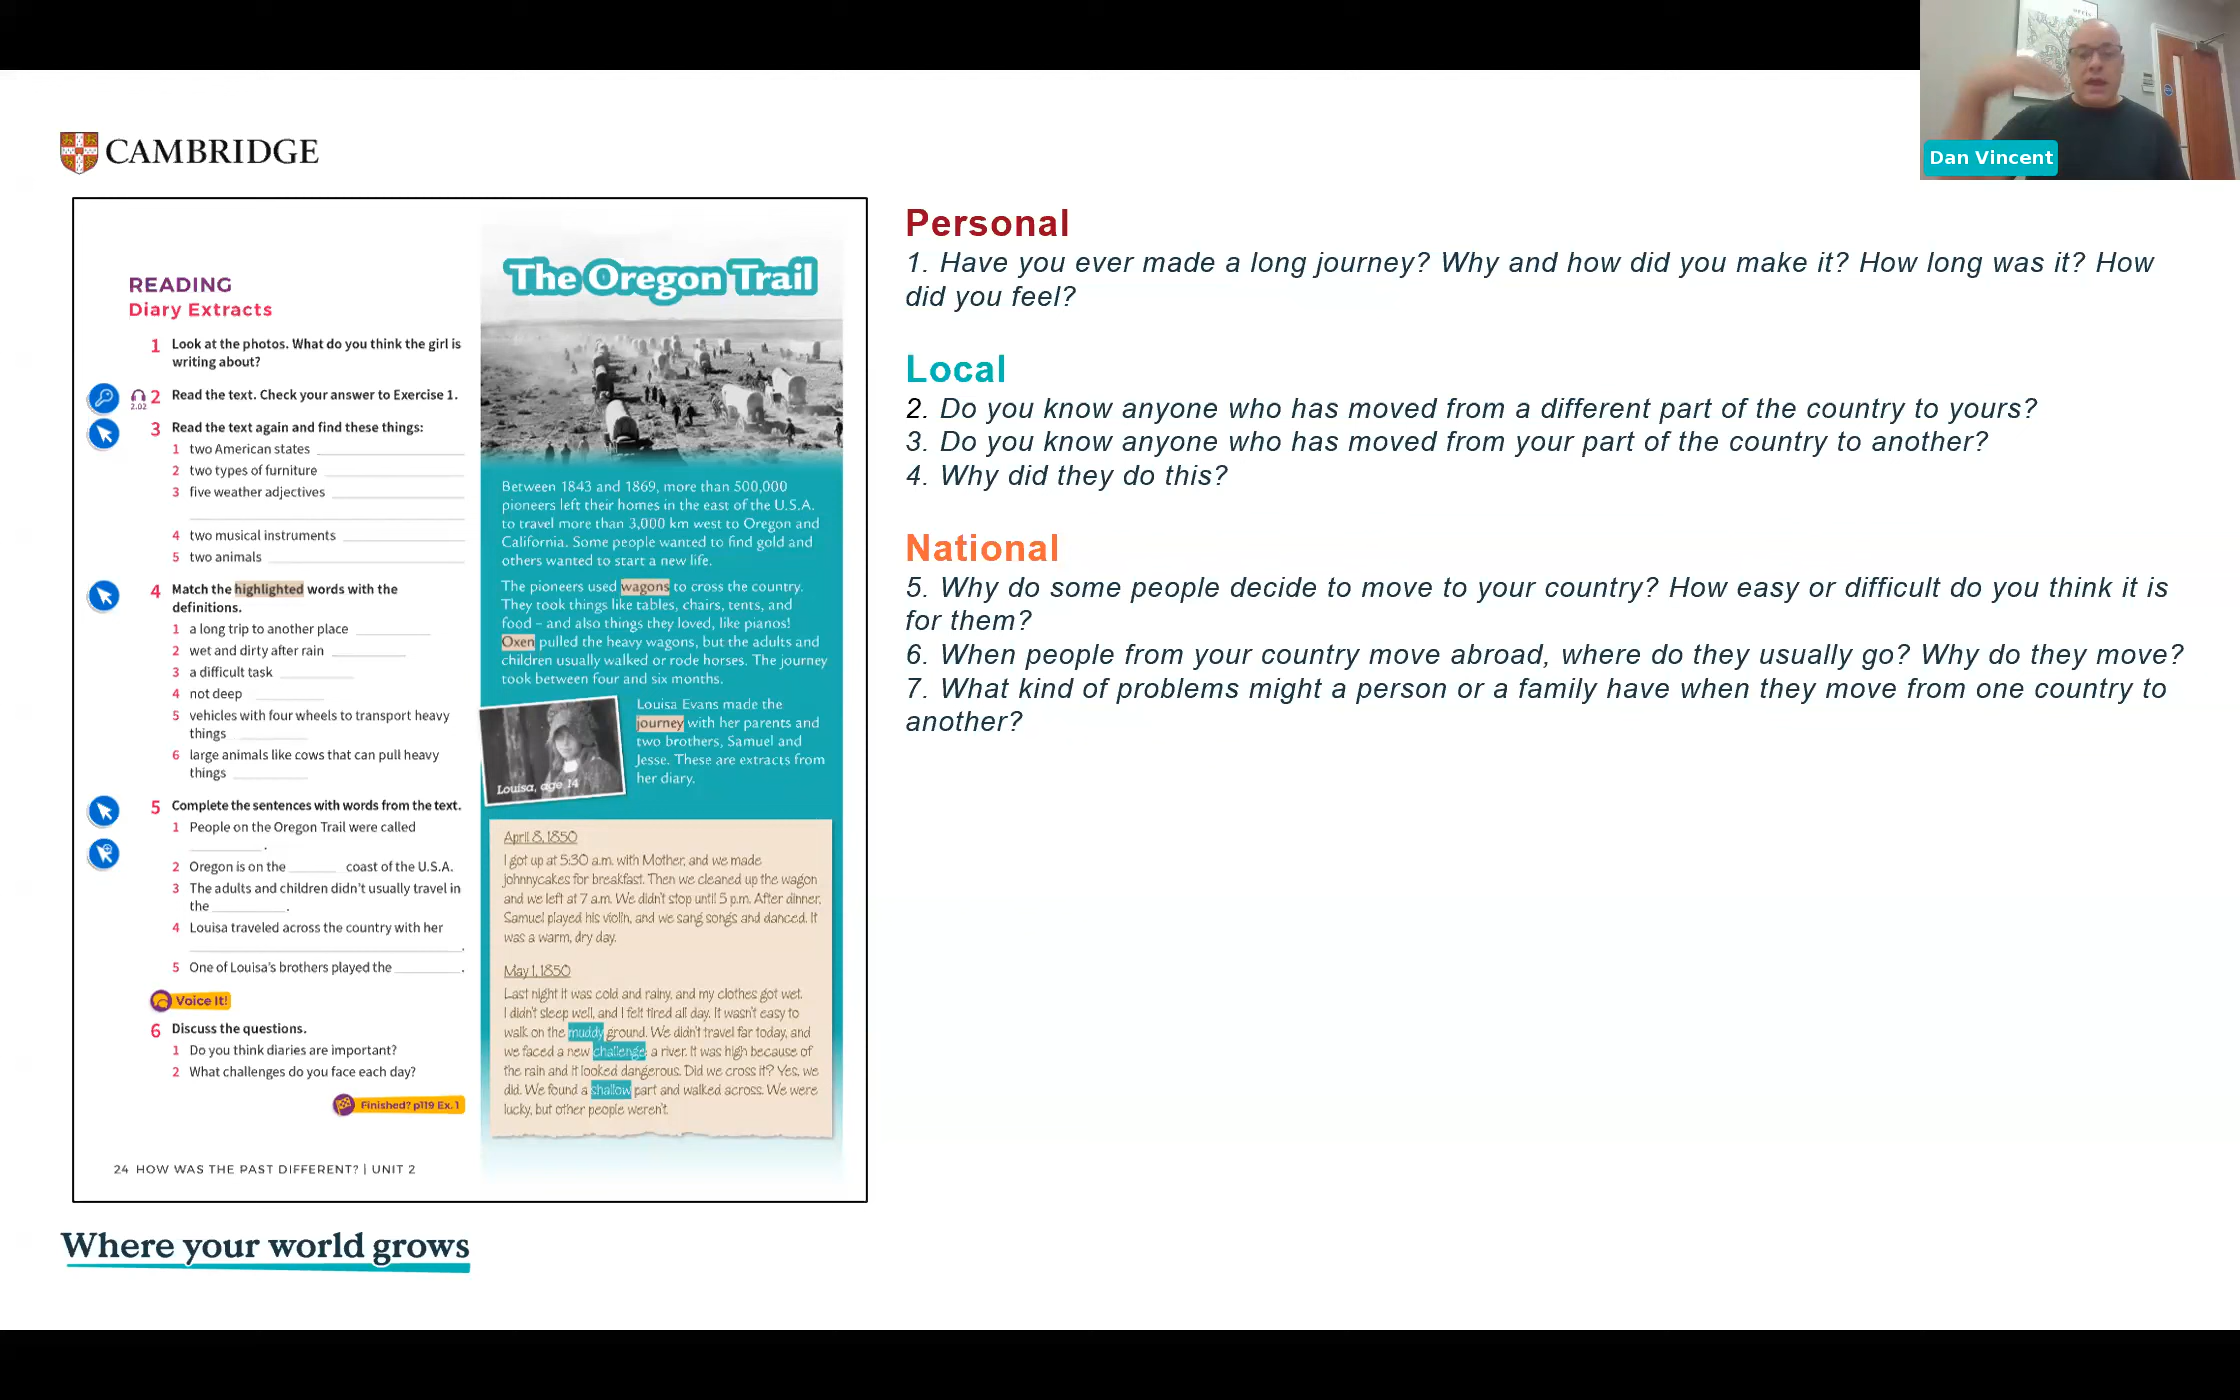 Dan Vincent
CAMBRIDGE
READING
Diary Extracts
1 Look at the photos. What do you think the girl is
writing about?
2.02 2 Read the text. Check your answer to Exercise 1.
3 Read the text again and find these things:
1 two American states
2 two types of furniture
3 five weather adjectives
4 two musical instruments
5 two animals
4 Match the highlighted words with the
definitions.
1 a long trip to another place
2 wet and dirty after rain
3 a difficult task
4 not deep
5 vehicles with four wheels to transport heavy
things
6 large animals like cows that can pull heavy
things
5 Complete the sentences with words from the text.
1 People on the Oregon Trail were called
.
2 Oregon is on the coast of the U.S.A.
3 The adults and children didn't usually travel in
the .
4 Louisa traveled across the country with her
.
5 One of Louisa's brothers played the .
Voice It!
6 Discuss the questions.
1 Do you think diaries are important?
2 What challenges do you face each day?
Finished? p119 Ex. 1
24 HOW WAS THE PAST DIFFERENT? | UNIT 2
The Oregon Trail
Between 1843 and 1869, more than 500,000
pioneers left their homes in the east of the U.S.A.
to travel more than 3,000 km west to Oregon and
California. Some people wanted to find gold and
others wanted to start a new life.
The pioneers used wagons to cross the country.
They took things like tables, chairs, tents, and
food – and also things they loved, like pianos!
Oxen pulled the heavy wagons, but the adults and
children usually walked or rode horses. The journey
took between four and six months.
Louisa Evans made the
journey with her parents and
two brothers, Samuel and
Jesse. These are extracts from
her diary.
Louisa, age 14
April 8, 1850
I got up at 5:30 a.m. with Mother, and we made
johnnycakes for breakfast. Then we cleaned up the wagon
and we left at 7 a.m. We didn't stop until 5 p.m. After dinner,
Samuel played his violin, and we sang songs and danced. It
was a warm, dry day.
May 1, 1850
Last night it was cold and rainy, and my clothes got wet.
I didn't sleep well, and I felt tired all day. It wasn't easy to
walk on the muddy ground. We didn't travel far today, and
we faced a new challenge: a river. It was high because of
the rain and it looked dangerous. Did we cross it? Yes, we
did. We found a shallow part and walked across. We were
lucky, but other people weren't.
Personal
1. Have you ever made a long journey? Why and how did you make it? How long was it? How
did you feel?
Local
2. Do you know anyone who has moved from a different part of the country to yours?
3. Do you know anyone who has moved from your part of the country to another?
4. Why did they do this?
National
5. Why do some people decide to move to your country? How easy or difficult do you think it is
for them?
6. When people from your country move abroad, where do they usually go? Why do they move?
7. What kind of problems might a person or a family have when they move from one country to
another?
Where your world grows